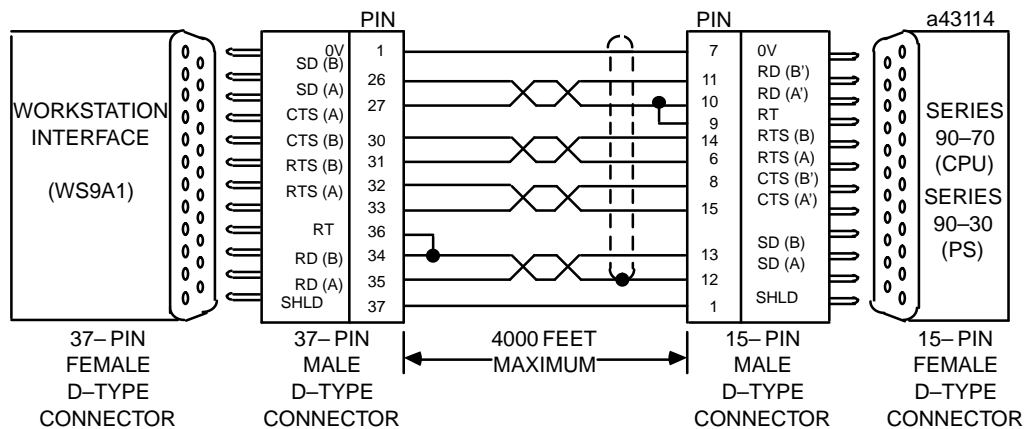 PIN
PIN
a43114
WORKSTATION
INTERFACE
(WS9A1)
0V
SD (B)
SD (A)
CTS (A)
CTS (B)
RTS (B)
RTS (A)
RT
RD (B)
RD (A)
SHLD
1
26
27
30
31
32
33
36
34
35
37
7
11
10
9
14
6
8
15
13
12
1
0V
RD (B')
RD (A')
RT
RTS (B)
RTS (A)
CTS (B')
CTS (A')
SD (B)
SD (A)
SHLD
SERIES
90–70
(CPU)
SERIES
90–30
(PS)
37– PIN
FEMALE
D–TYPE
CONNECTOR
37– PIN
MALE
D–TYPE
CONNECTOR
4000 FEET
MAXIMUM
15– PIN
MALE
D–TYPE
CONNECTOR
15– PIN
FEMALE
D–TYPE
CONNECTOR